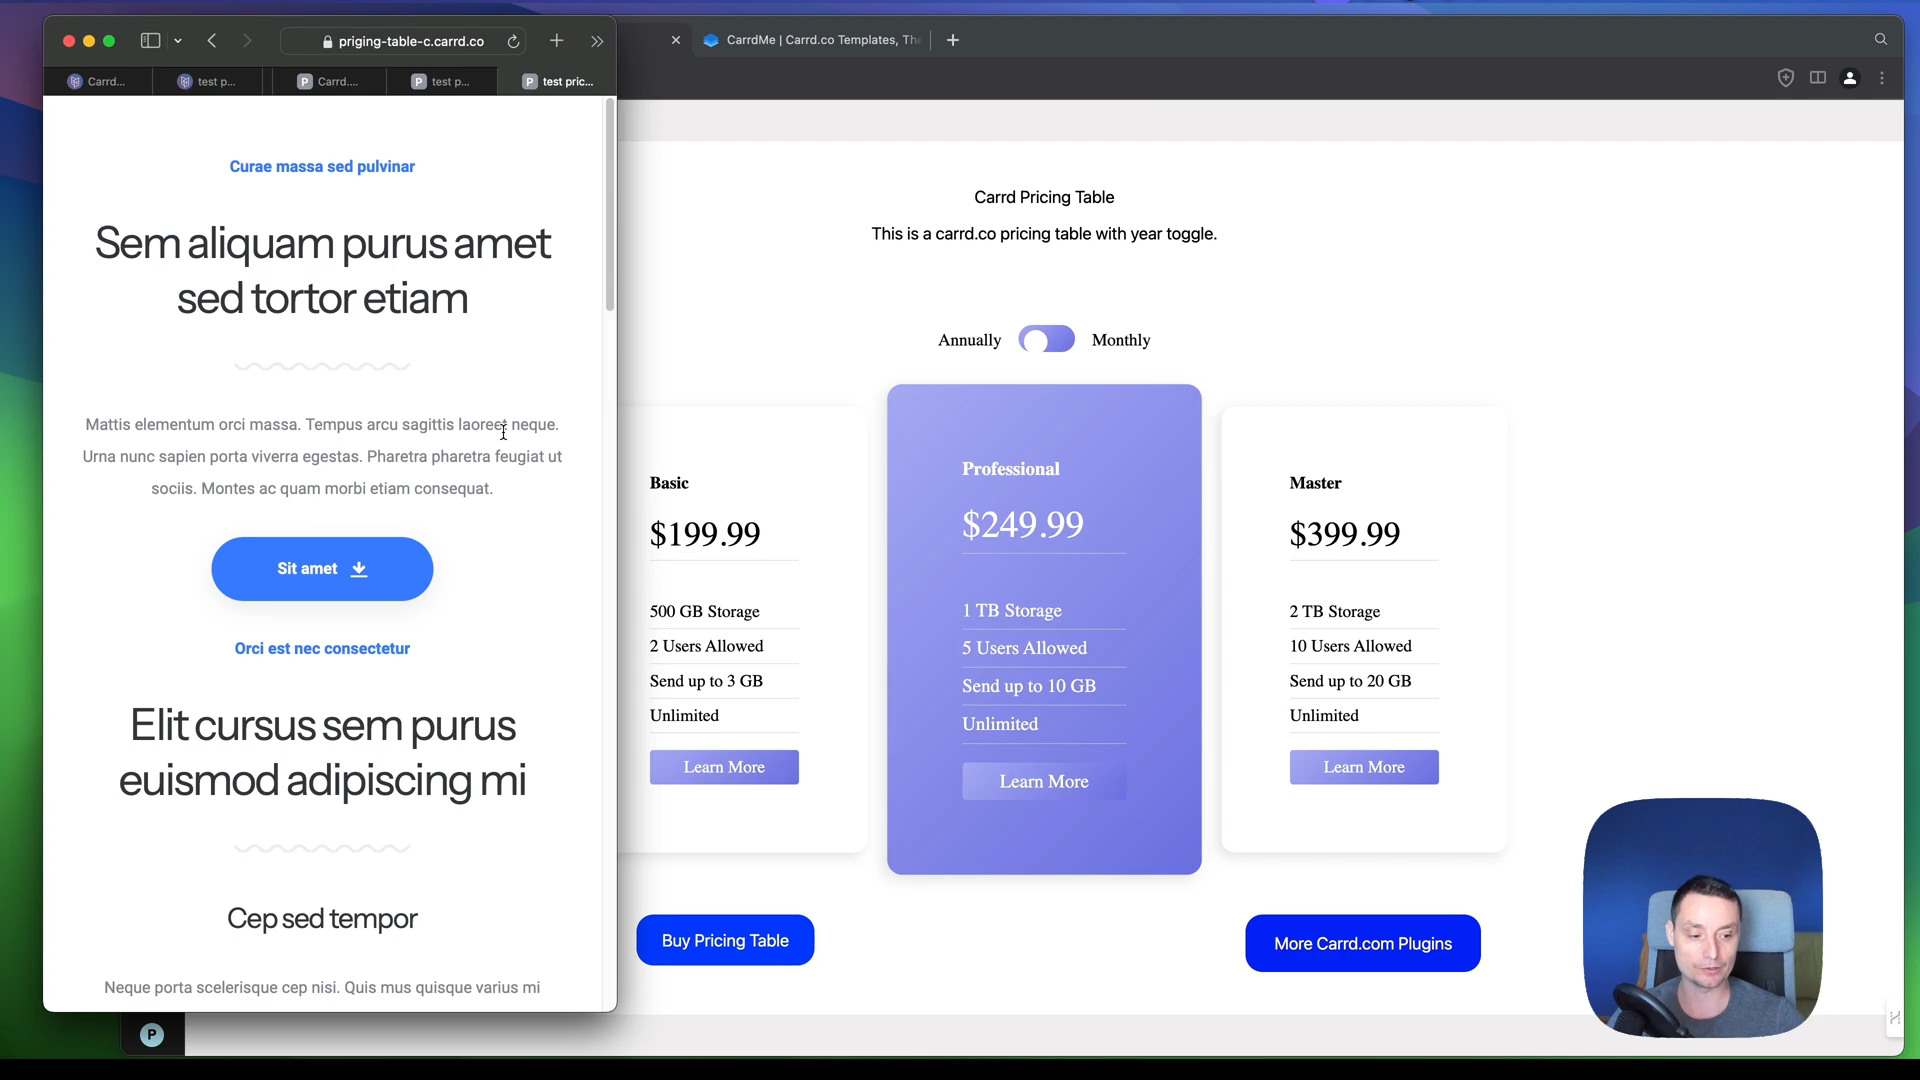 priging-table-c.carrd.co
Carrd...
test p...
P Carrd....
P test p...
P test pric...
CarrdMe | Carrd.co Templates, The
Curae massa sed pulvinar
Sem aliquam purus amet
sed tortor etiam
Mattis elementum orci massa. Tempus arcu sagittis laoreet neque.
Urna nunc sapien porta viverra egestas. Pharetra pharetra feugiat ut
sociis. Montes ac quam morbi etiam consequat.
Sit amet
Orci est nec consectetur
Elit cursus sem purus
euismod adipiscing mi
Cep sed tempor
Neque porta scelerisque cep nisi. Quis mus quisque varius mi
P
Carrd Pricing Table
This is a carrd.co pricing table with year toggle.
Annually
Monthly
Basic
$199.99
500 GB Storage
2 Users Allowed
Send up to 3 GB
Unlimited
Learn More
Professional
$249.99
1 TB Storage
5 Users Allowed
Send up to 10 GB
Unlimited
Learn More
Master
$399.99
2 TB Storage
10 Users Allowed
Send up to 20 GB
Unlimited
Learn More
Buy Pricing Table
More Carrd.com Plugins